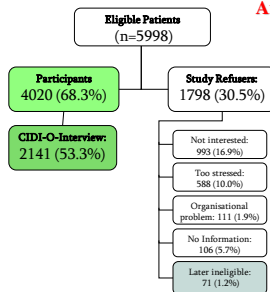 A
Eligible Patients
(n=5998)
Participants
4020 (68.3%)
Study Refusers:
1798 (30.5%)
CIDI-O-Interview:
2141 (53.3%)
Not interested:
993 (16.9%)
Too stressed:
588 (10.0%)
Organisational
problem: 111 (1.9%)
No Information:
106 (5.7%)
Later ineligible:
71 (1.2%)